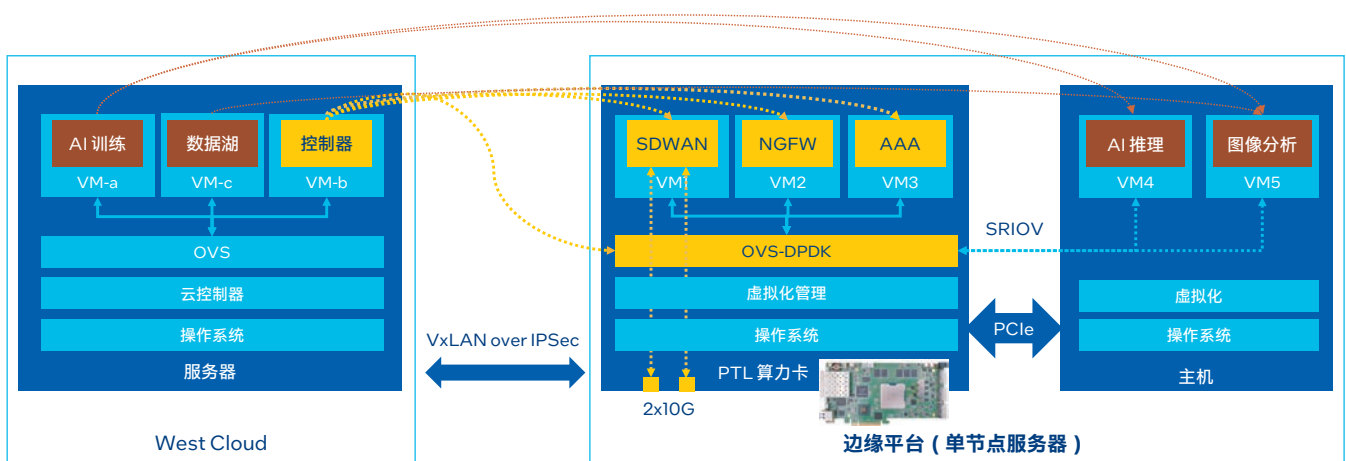 AI 训练
数据湖
控制器
VM-a
VM-c
VM-b
OVS
云控制器
操作系统
服务器
West Cloud
VxLAN over IPSec
SDWAN
NGFW
AAA
VM1
VM2
VM3
OVS-DPDK
虚拟化管理
操作系统
PTL 算力卡
2x10G
SRIOV
PCIe
AI 推理
图像分析
VM4
VM5
虚拟化
操作系统
主机
边缘平台(单节点服务器)